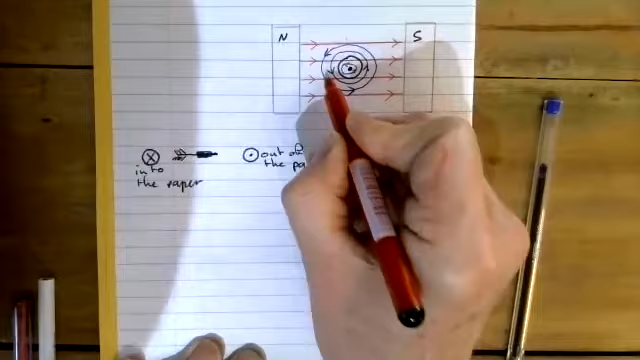 N S
out of
into the pa
the paper